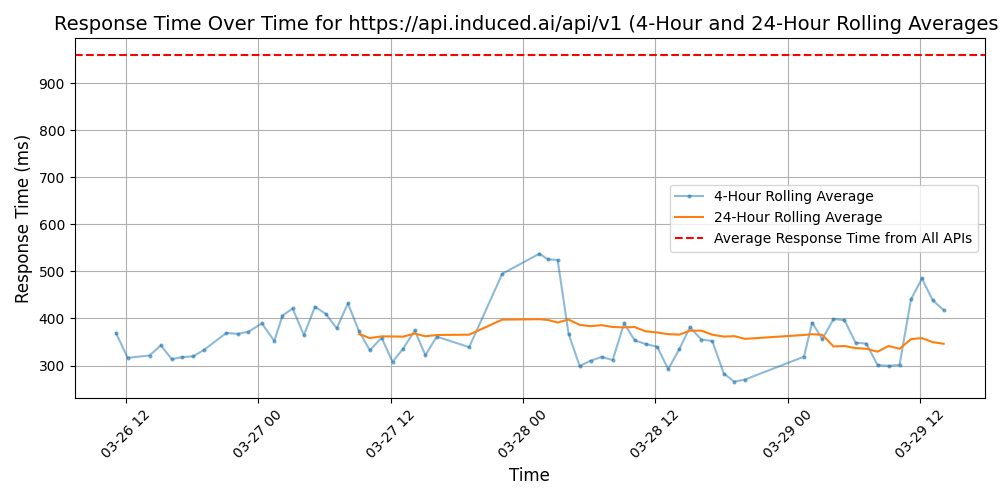 Response Time Over Time for https://api.induced.ai/api/v1 (4-Hour and 24-Hour Rolling Averages
Response Time (ms)
900
800
700
600
500
400
300
4-Hour Rolling Average
24-Hour Rolling Average
Average Response Time from All APIs
03-26 12
03-27 00
03-27 12
03-28 00
03-28 12
03-29 00
03-29 12
Time